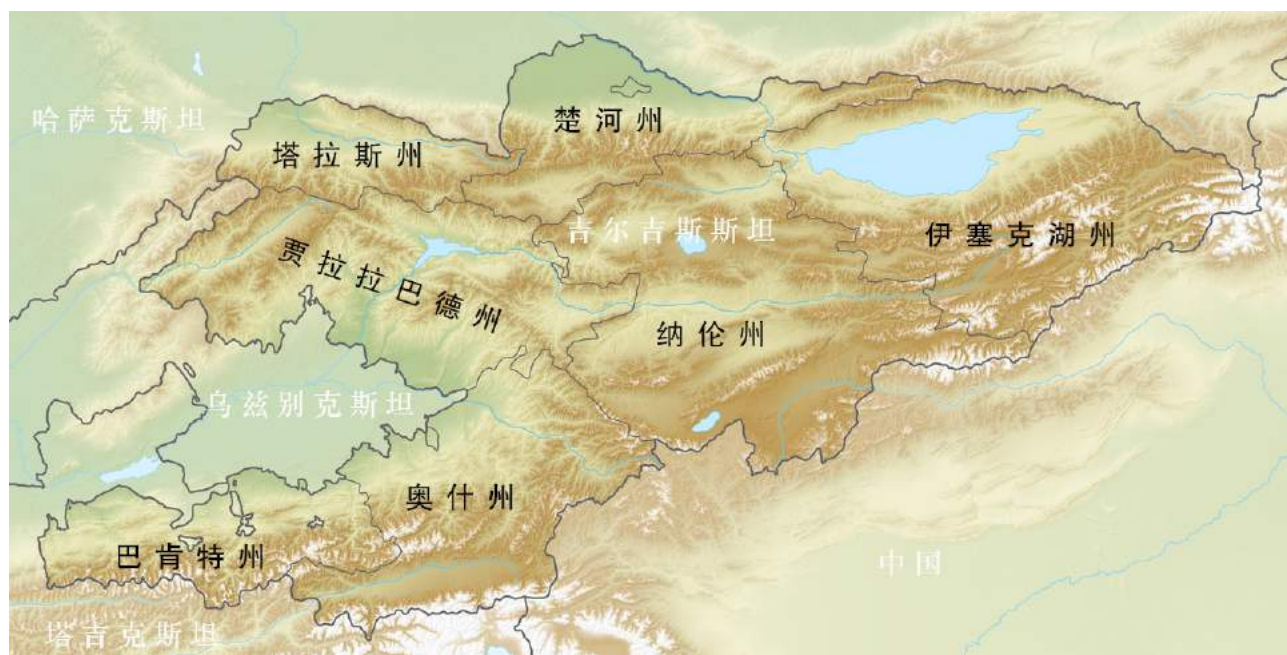 楚河州
哈萨克斯坦
塔拉斯州
吉尔吉斯斯坦
伊塞克湖州
贾拉拉巴德州
纳伦州
乌兹别克斯坦
奥什州
巴肯特州
中国
塔吉克斯坦